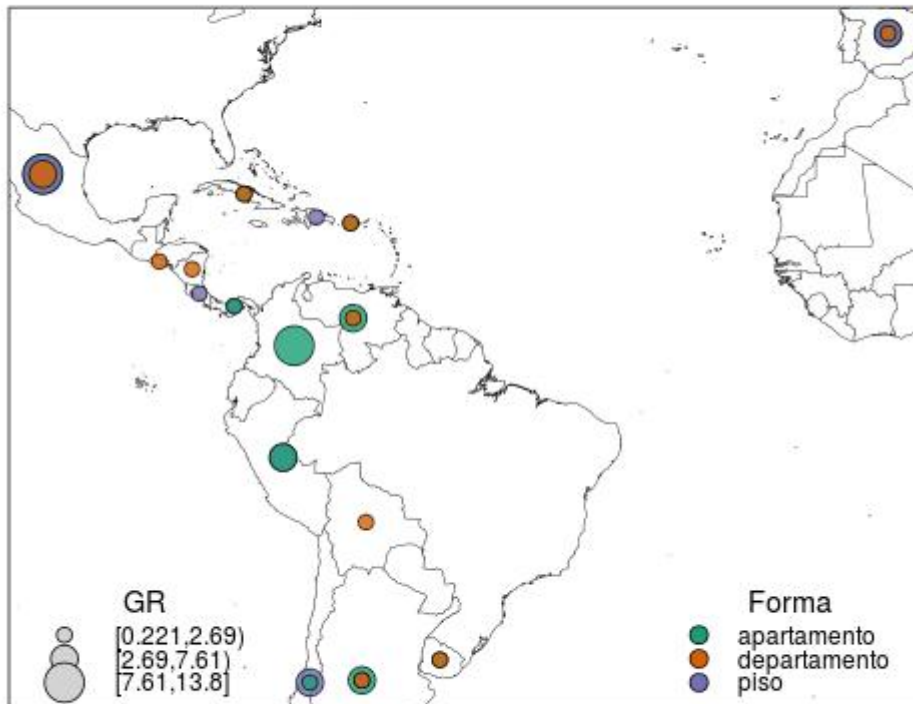 GR
[0.221,2.69)
[2.69,7.61)
[7.61,13.8]
Forma
apartamento
departamento
piso